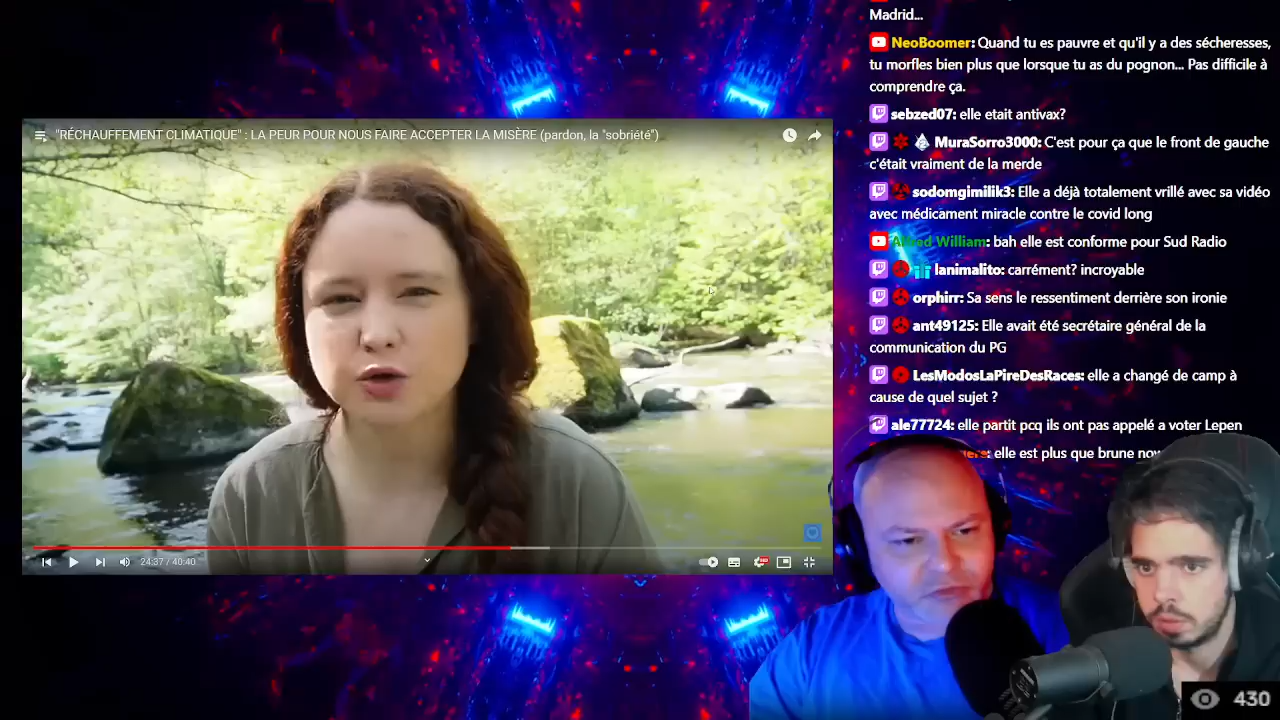 Madrid...
NeoBoomer: Quand tu es pauvre et qu'il y a des sécheresses,
tu morfles bien plus que lorsque tu as du pognon... Pas difficile à
comprendre ça.
sebzed07: elle etait antivax?
MuraSorro3000: C'est pour ça que le front de gauche
c'était vraiment de la merde
sodomgimilik3: Elle a déjà totalement vrillé avec sa vidéo
avec médicament miracle contre le covid long
Alfred William: bah elle est conforme pour Sud Radio
lanimalito: carrément? incroyable
orphirr: Sa sens le ressentiment derrière son ironie
ant49125: Elle avait été secrétaire général de la
communication du PG
LesModosLaPireDesRaces: elle a changé de camp à
cause de quel sujet ?
ale77724: elle partit pcq ils ont pas appelé a voter Lepen
elle est plus que brune
"RÉCHAUFFEMENT CLIMATIQUE" : LA PEUR POUR NOUS FAIRE ACCEPTER LA MISÈRE (pardon, la "sobriété")
24:37 / 40:40
430